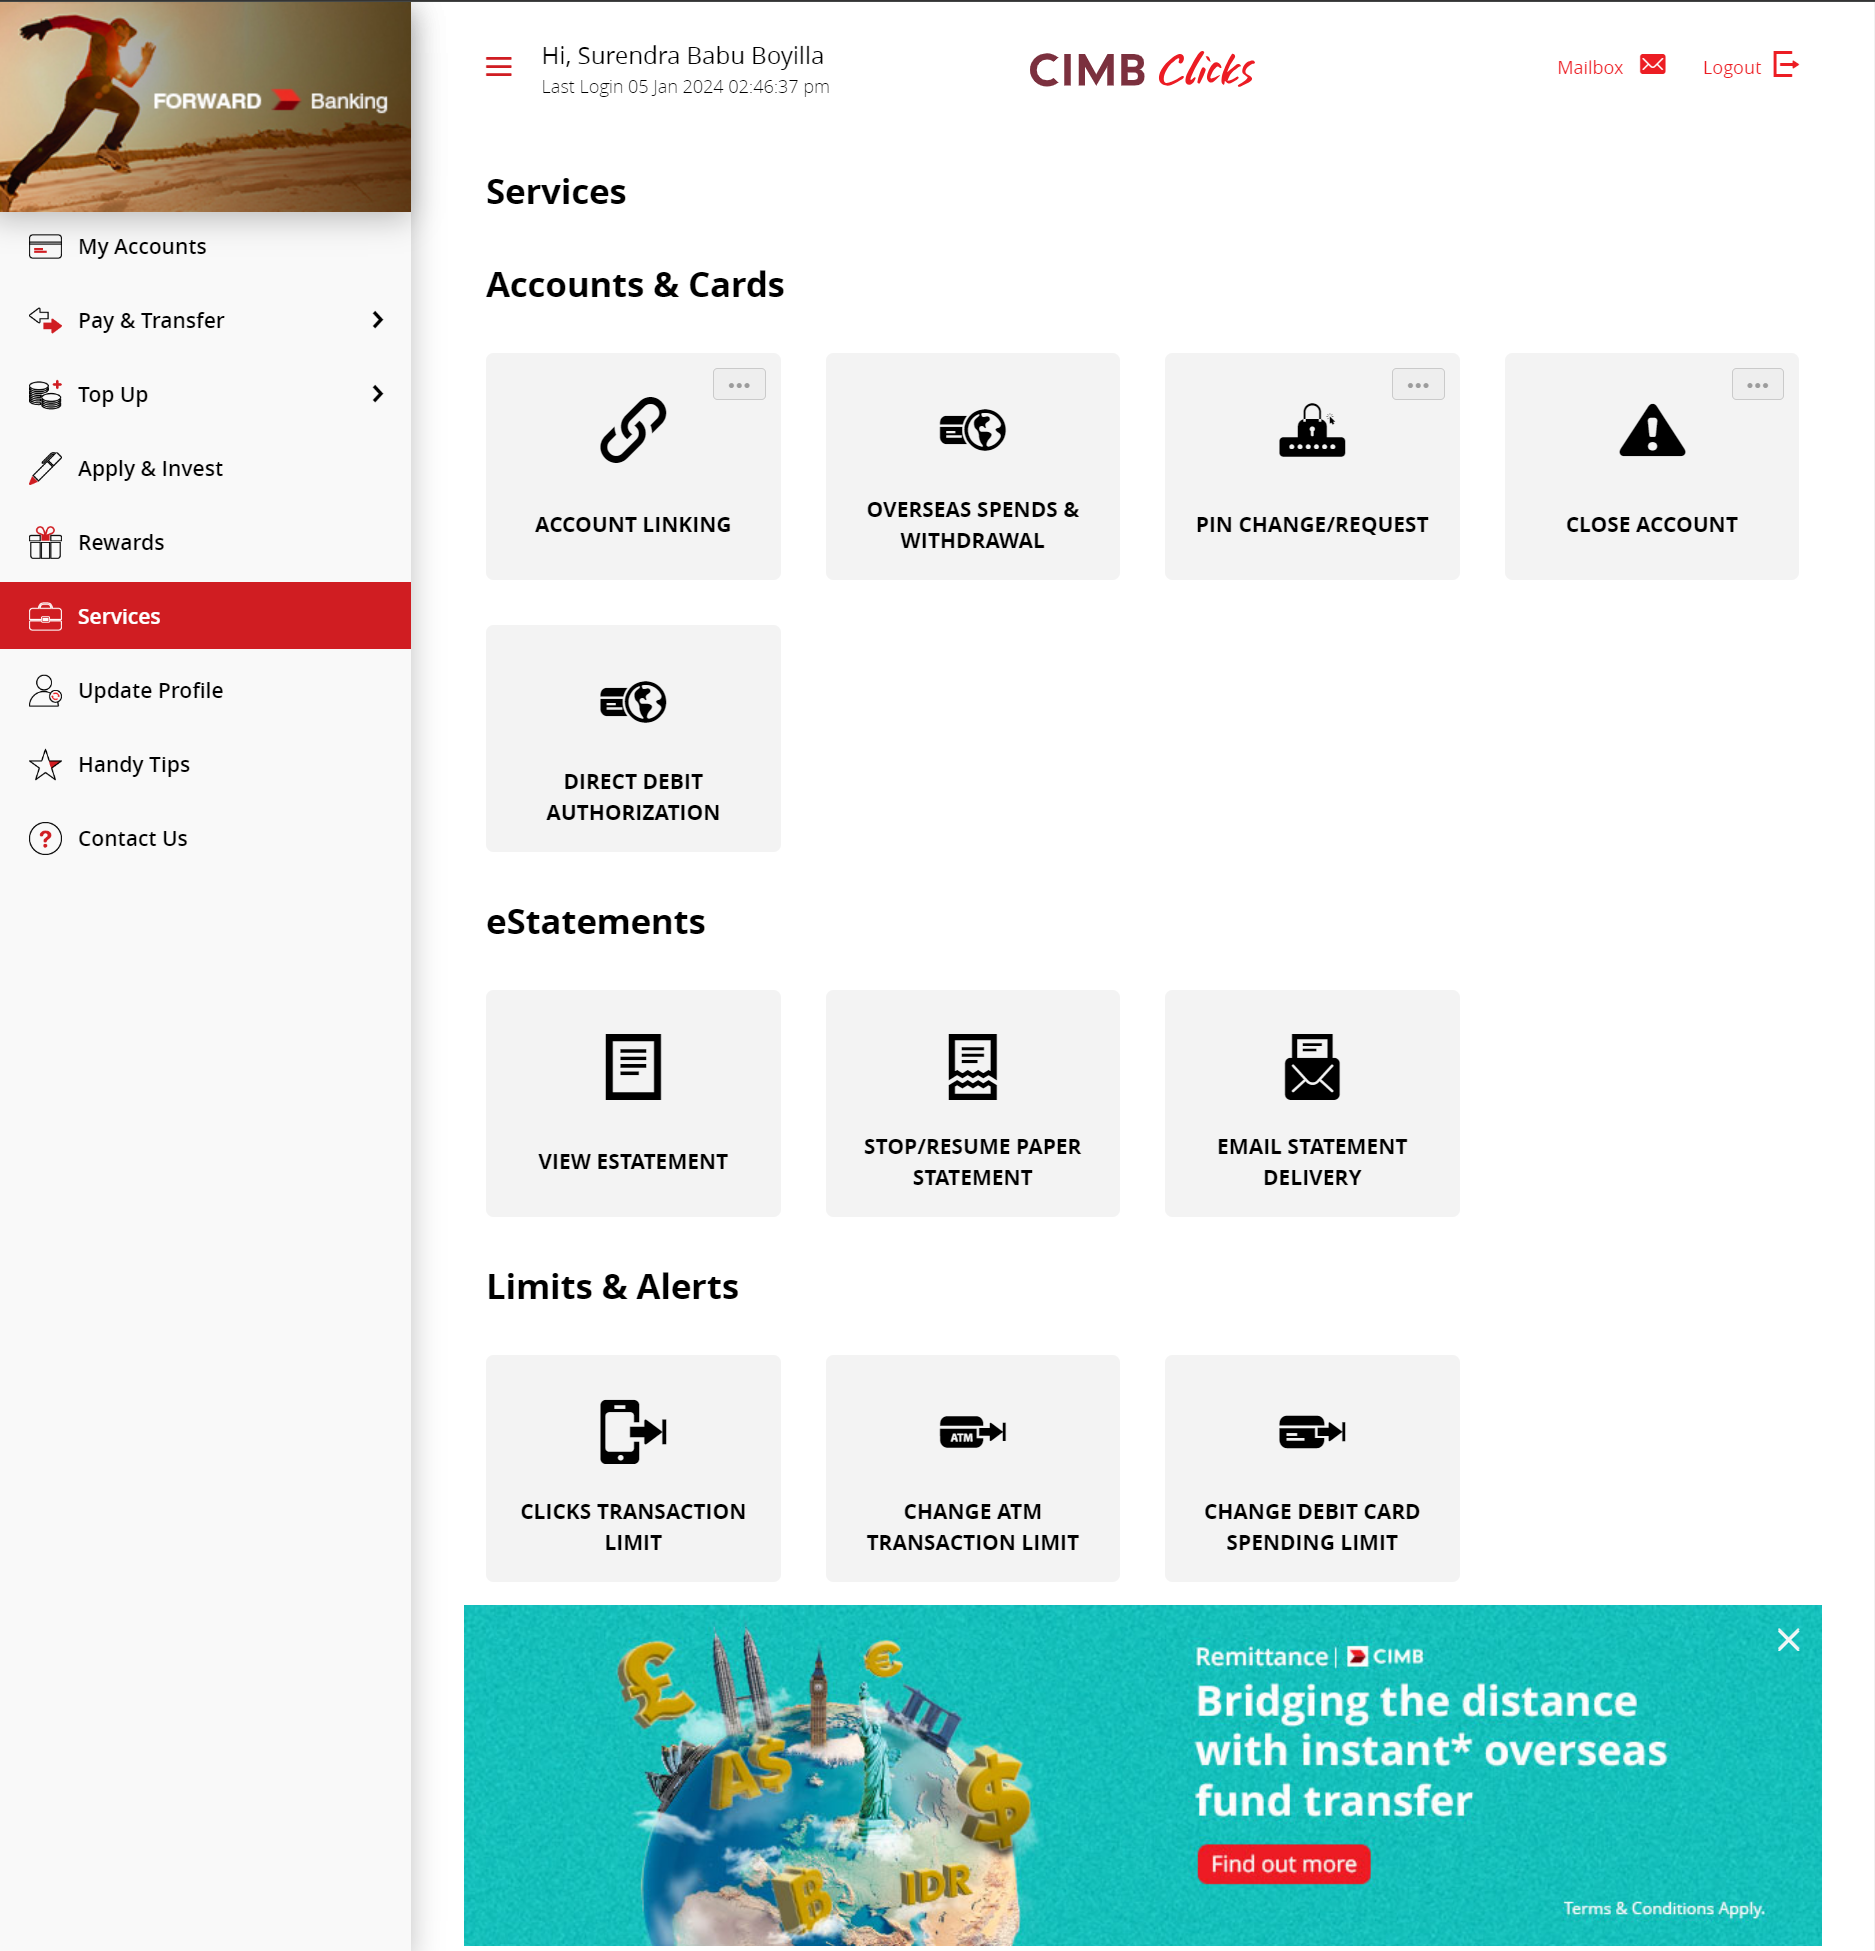 FORWARD Banking
Hi, Surendra Babu Boyilla
Last Login 05 Jan 2024 02:46:37 pm
CIMB Clicks
Mailbox
Logout
My Accounts
Pay & Transfer
Top Up
Apply & Invest
Rewards
Services
Update Profile
Handy Tips
Contact Us
Services
Accounts & Cards
ACCOUNT LINKING
OVERSEAS SPENDS &
WITHDRAWAL
PIN CHANGE/REQUEST
CLOSE ACCOUNT
DIRECT DEBIT
AUTHORIZATION
eStatements
VIEW ESTATEMENT
STOP/RESUME PAPER
STATEMENT
EMAIL STATEMENT
DELIVERY
Limits & Alerts
CLICKS TRANSACTION
LIMIT
ATM
CHANGE ATM
TRANSACTION LIMIT
CHANGE DEBIT CARD
SPENDING LIMIT
£
€
A$
$
฿
IDR
Remittance | CIMB
Bridging the distance
with instant* overseas
fund transfer
Find out more
Terms & Conditions Apply.